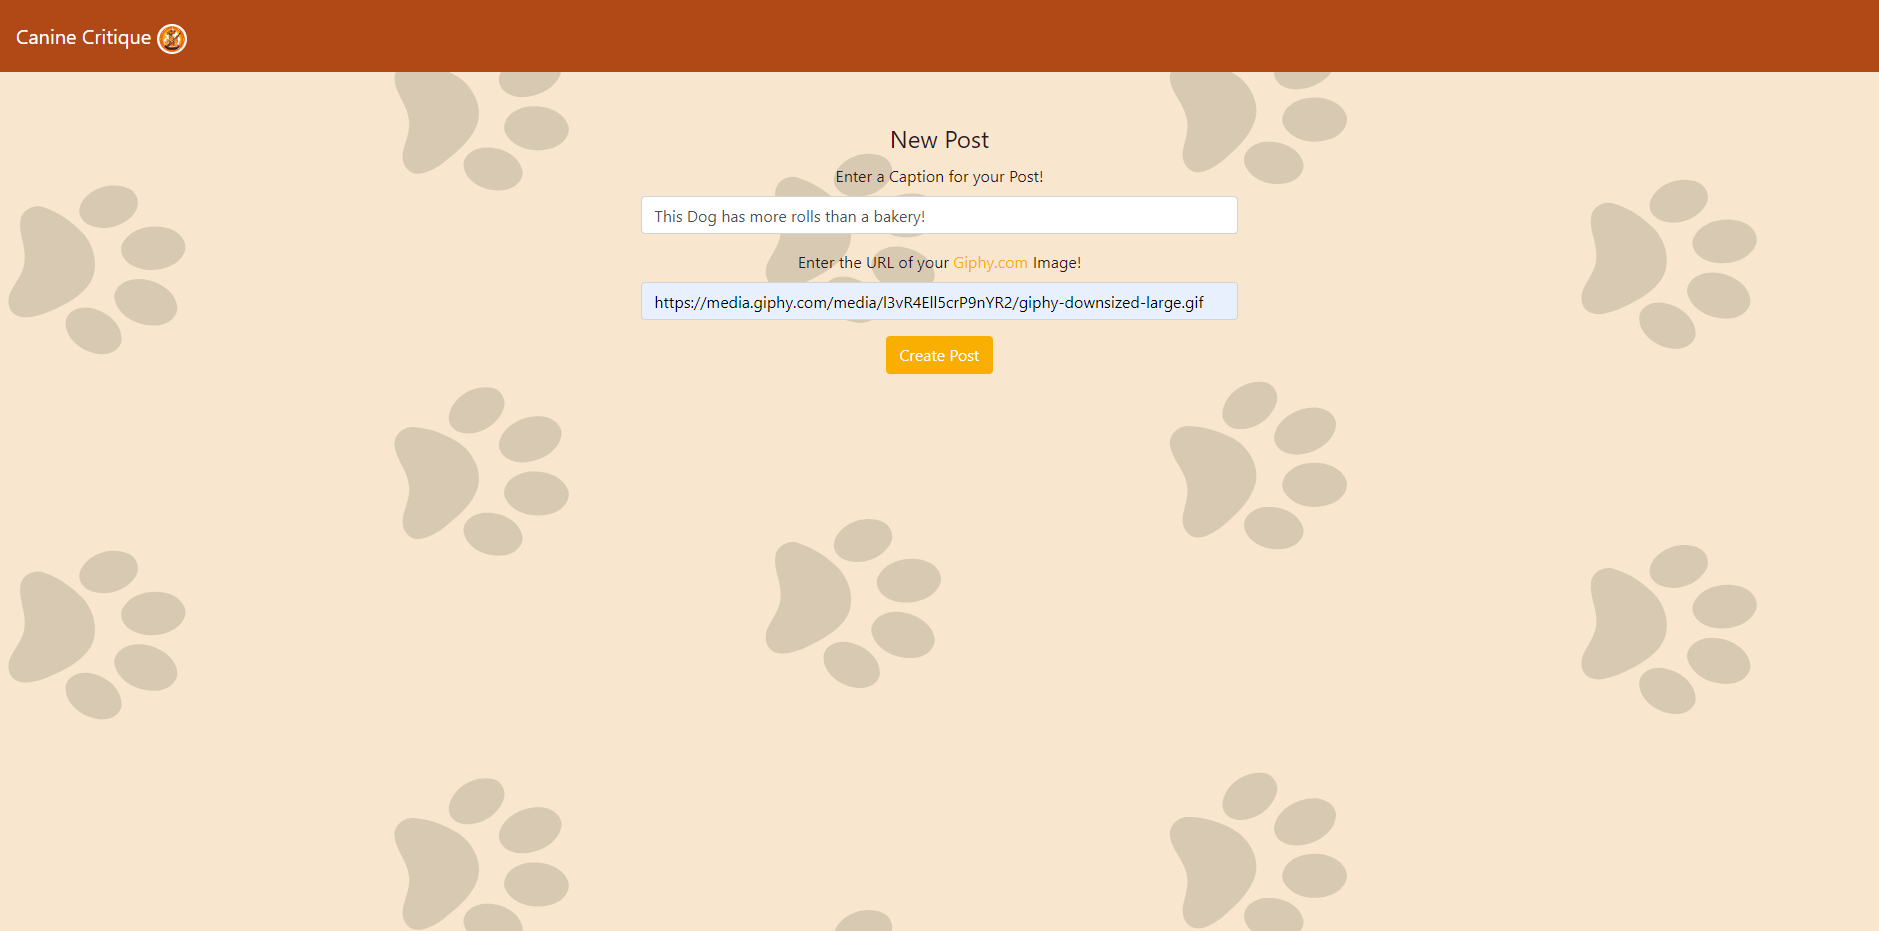 Canine Critique
New Post
Enter a Caption for your Post!
This Dog has more rolls than a bakery!
Enter the URL of your Giphy.com Image!
https://media.giphy.com/media/l3vR4Ell5crP9nYR2/giphy-downsized-large.gif
Create Post